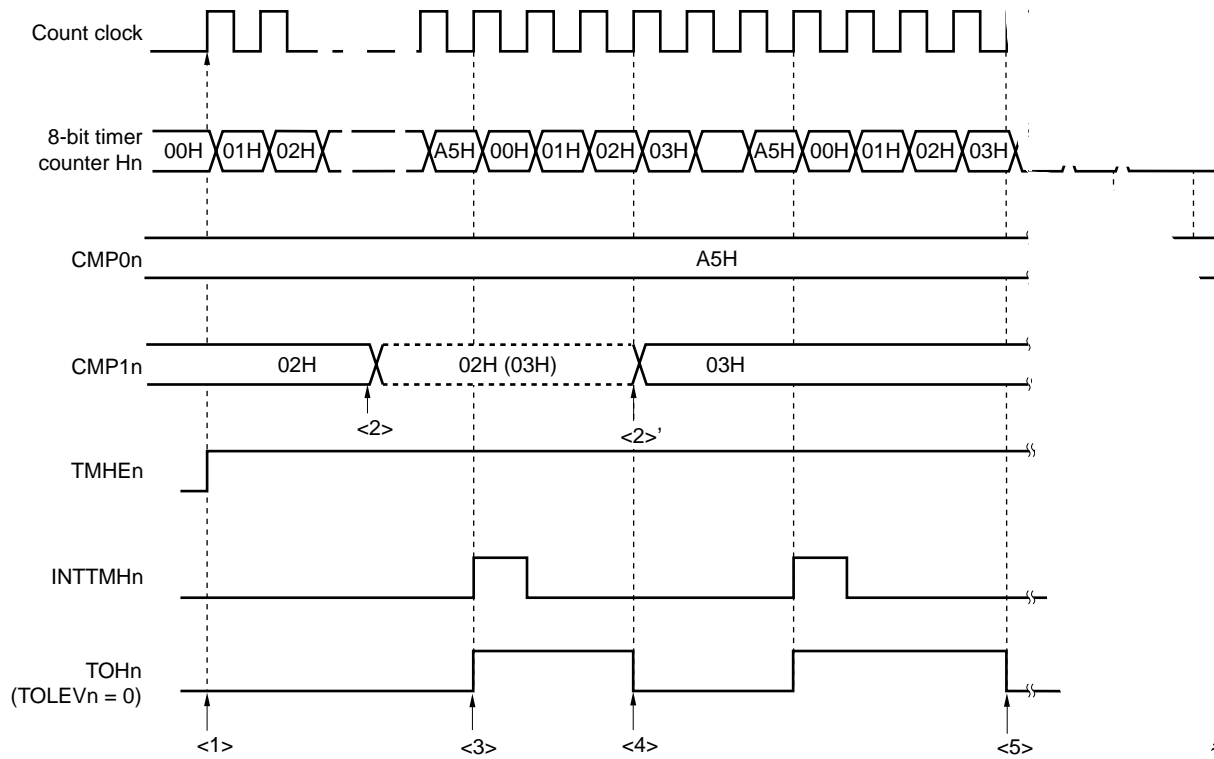 Count clock
8-bit timer
counter Hn
00H 01H 02H A5H 00H 01H 02H 03H A5H 00H 01H 02H 03H
CMP0n
A5H
CMP1n
02H 02H (03H) 03H
<2> <2>’
TMHEn
INTTMHn
TOHn
(TOLEVn = 0)
<1> <3> <4> <5>